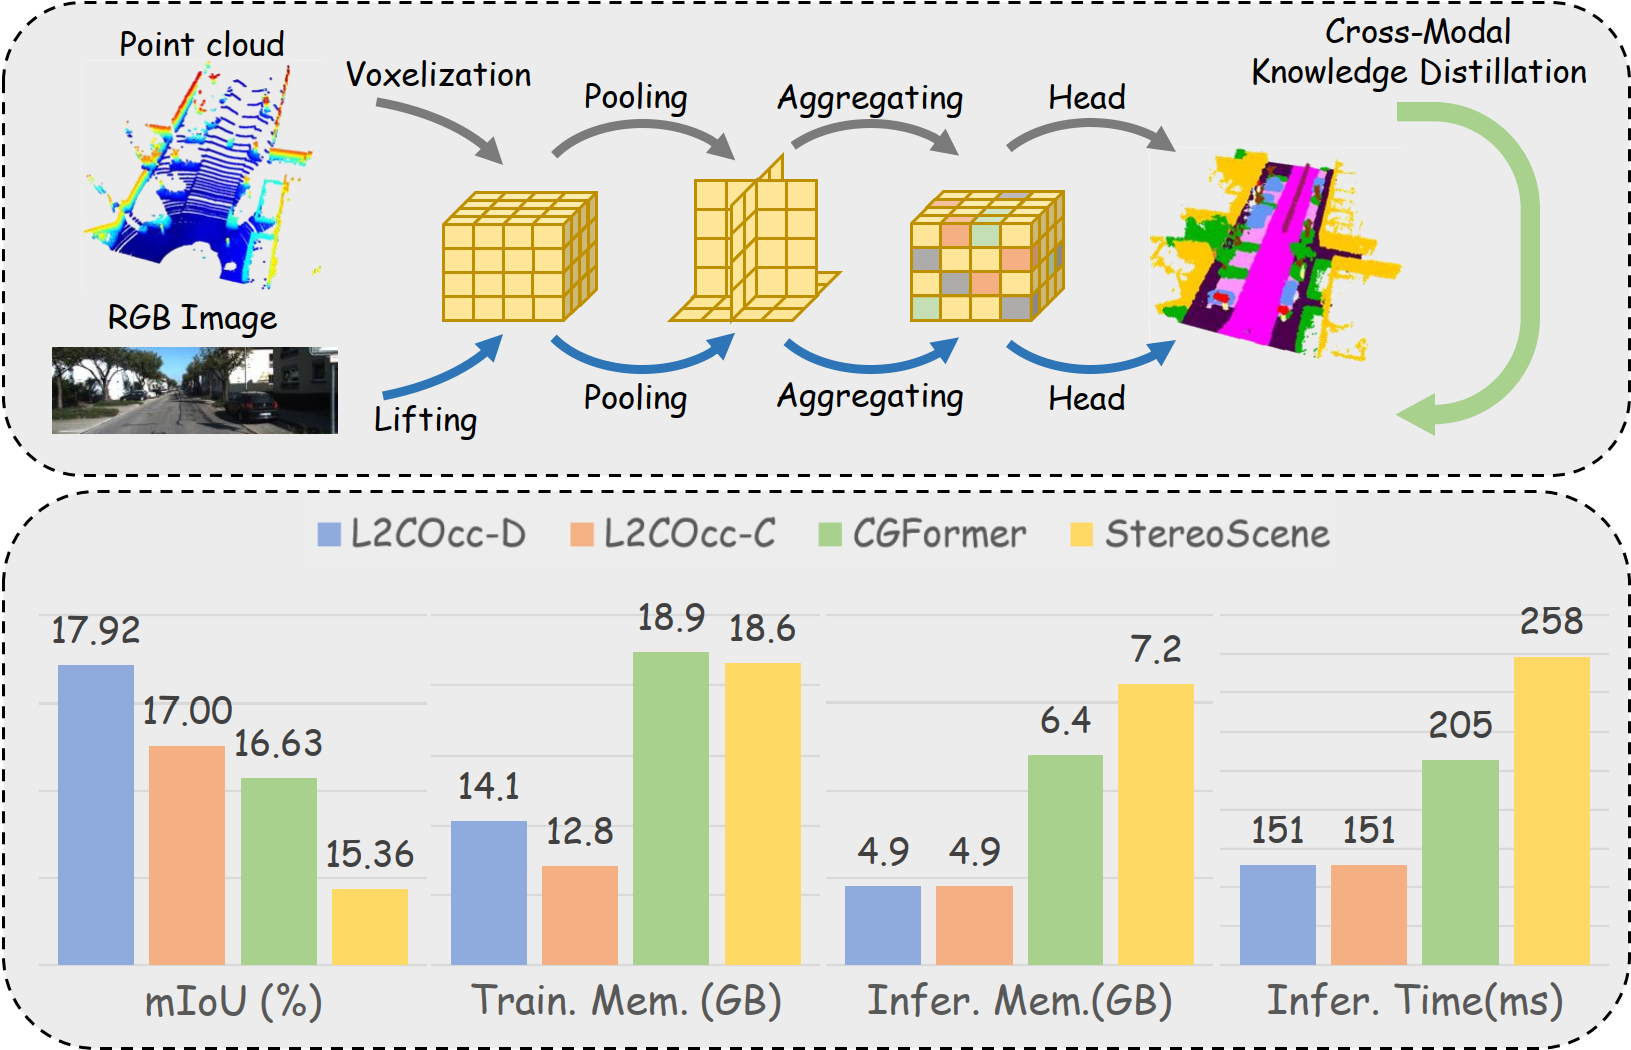 Point cloud
Voxelization
Pooling
Aggregating
Head
Cross-Modal
Knowledge Distillation
RGB Image
Lifting
Pooling
Aggregating
Head
L2COcc-D
L2COcc-C
CGFormer
StereoScene
17.92
17.00
16.63
15.36
mIoU (%)
14.1
12.8
18.9
18.6
Train. Mem. (GB)
4.9
4.9
6.4
7.2
Infer. Mem.(GB)
151
151
205
258
Infer. Time(ms)